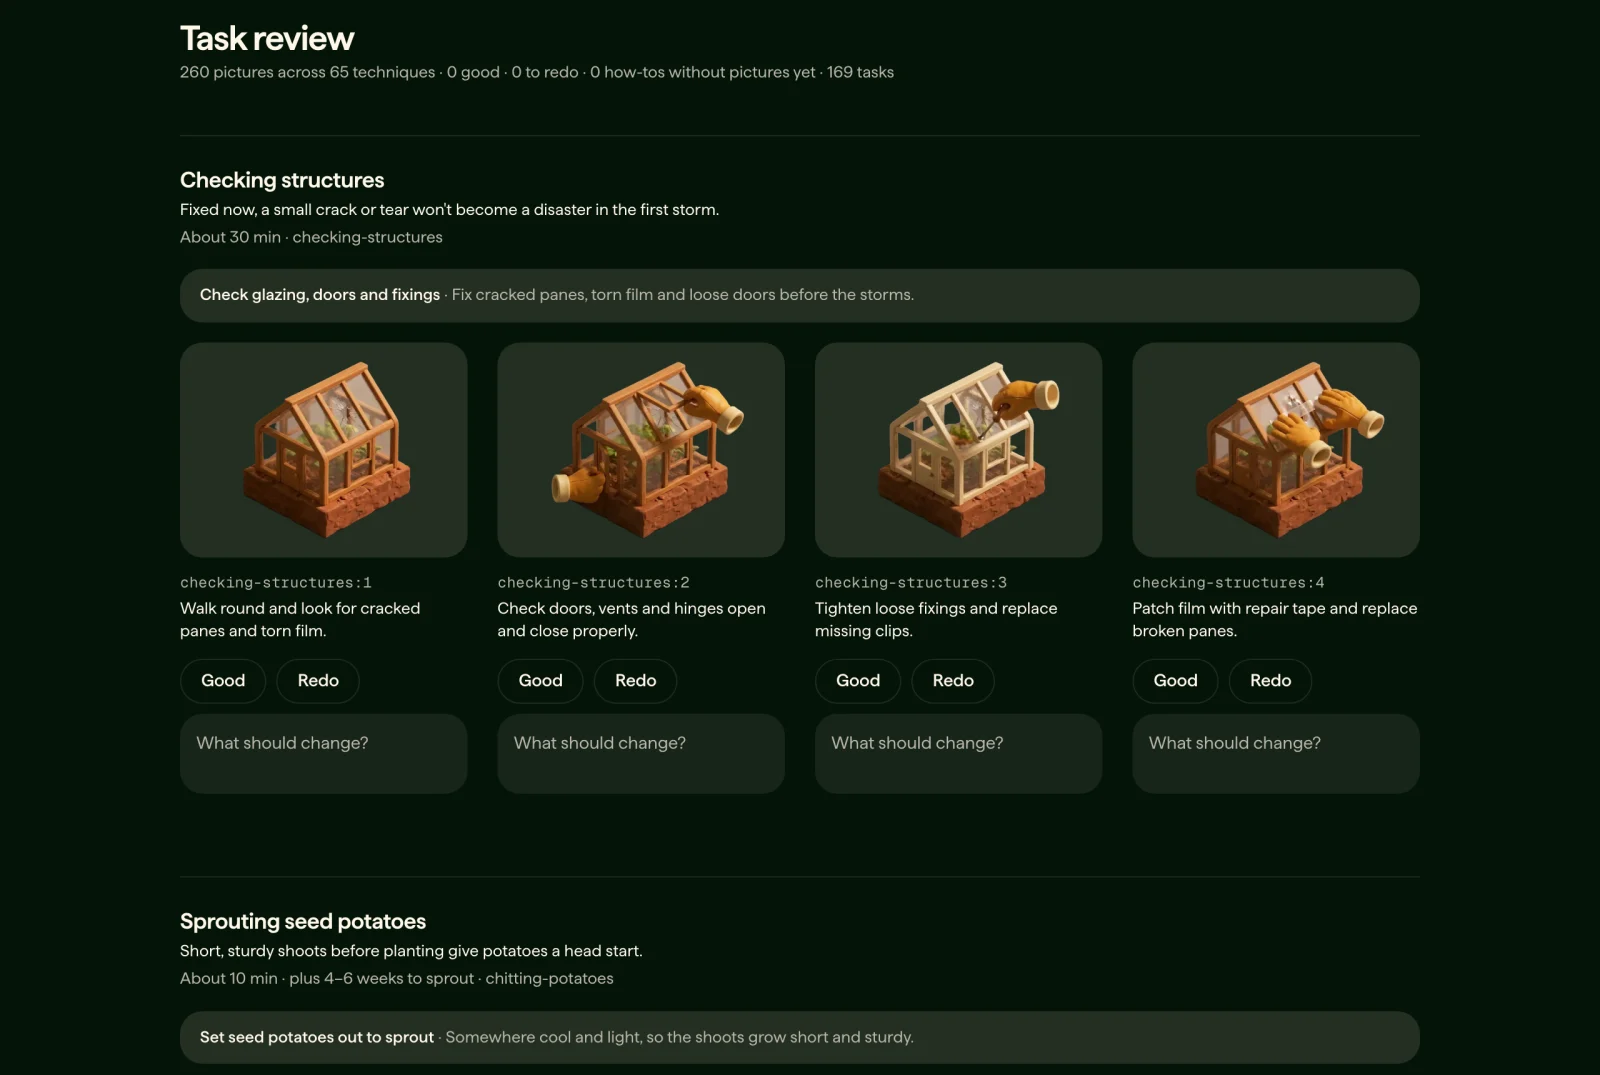 Task review
260 pictures across 65 techniques · 0 good · 0 to redo · 0 how-tos without pictures yet · 169 tasks
Checking structures
Fixed now, a small crack or tear won't become a disaster in the first storm.
About 30 min · checking-structures
Check glazing, doors and fixings · Fix cracked panes, torn film and loose doors before the storms.
checking-structures:1
Walk round and look for cracked
panes and torn film.
Good
Redo
What should change?
checking-structures:2
Check doors, vents and hinges open
and close properly.
Good
Redo
What should change?
checking-structures:3
Tighten loose fixings and replace
missing clips.
Good
Redo
What should change?
checking-structures:4
Patch film with repair tape and replace
broken panes.
Good
Redo
What should change?
Sprouting seed potatoes
Short, sturdy shoots before planting give potatoes a head start.
About 10 min · plus 4–6 weeks to sprout · chitting-potatoes
Set seed potatoes out to sprout · Somewhere cool and light, so the shoots grow short and sturdy.